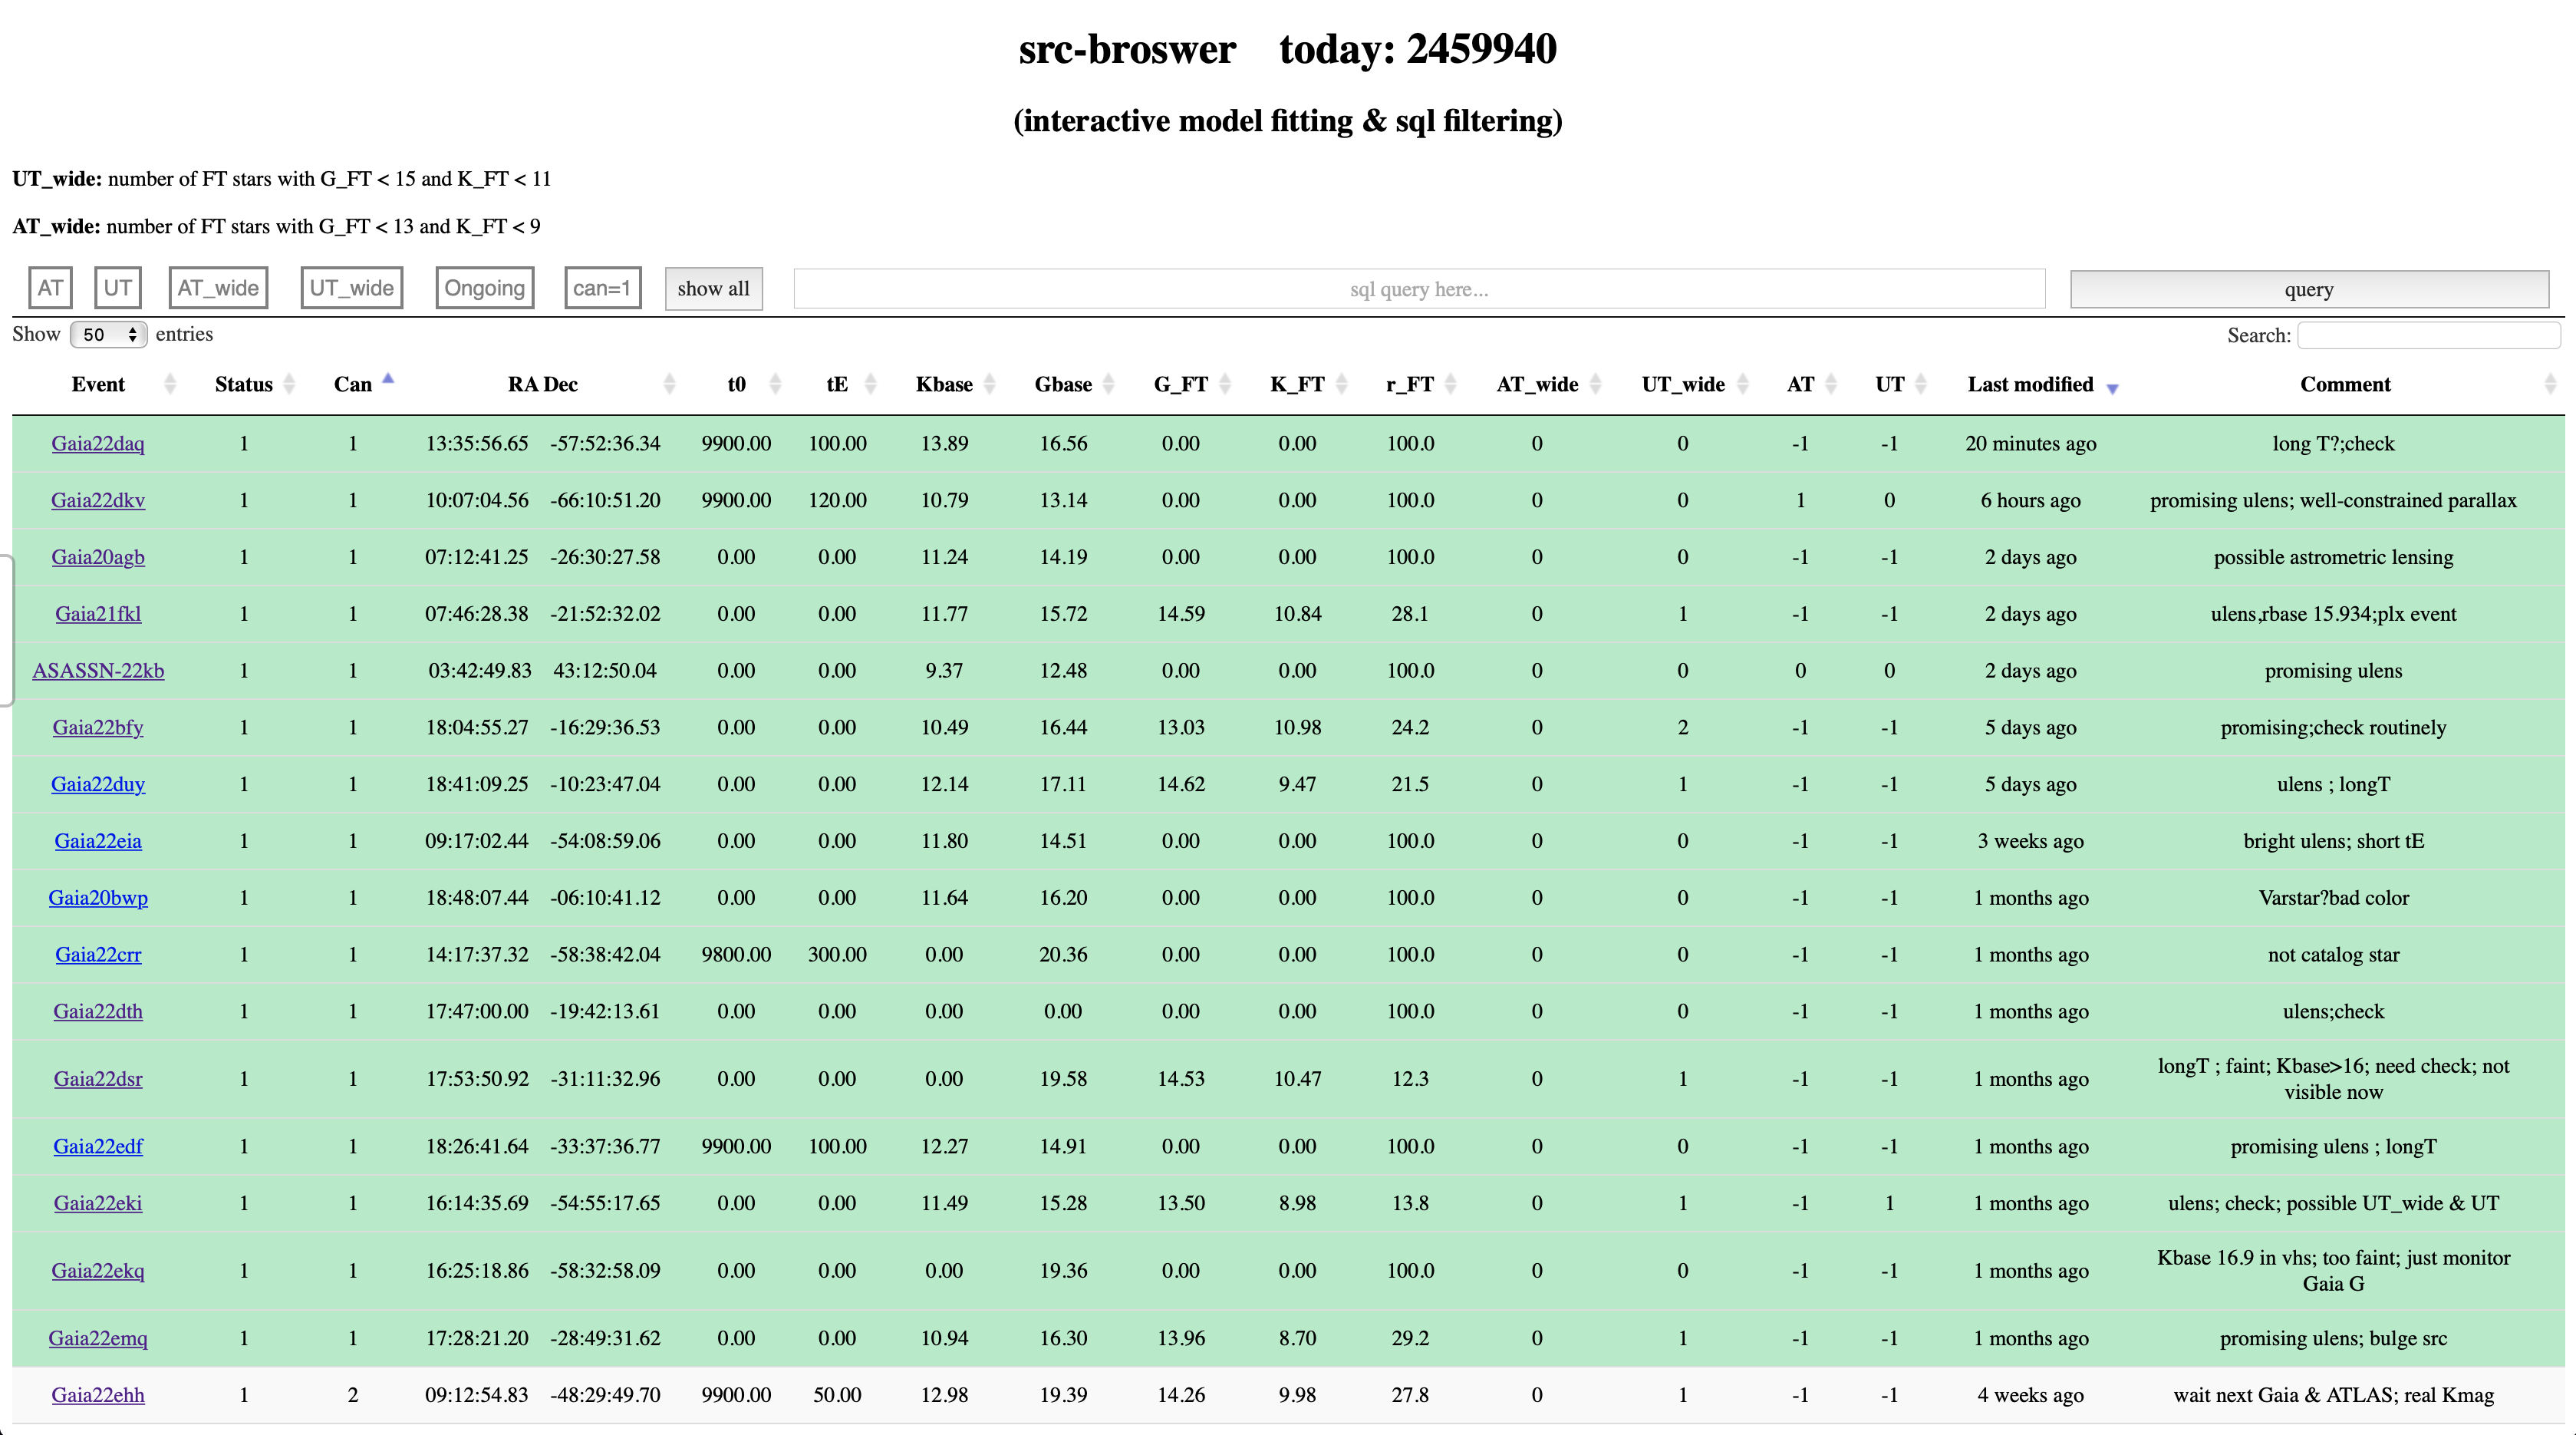 src-broswer today: 2459940
(interactive model fitting & sql filtering)
UT_wide: number of FT stars with G_FT < 15 and K_FT < 11
AT_wide: number of FT stars with G_FT < 13 and K_FT < 9
AT UT AT_wide UT_wide Ongoing can=1 show all sql query here... query
Show 50 entries Search:
Event Status Can RA Dec t0 tE Kbase Gbase G_FT K_FT r_FT AT_wide UT_wide AT UT Last modified Comment
Gaia22daq 1 1 13:35:56.65 -57:52:36.34 9900.00 100.00 13.89 16.56 0.00 0.00 100.0 0 0 -1 -1 20 minutes ago long T?;check
Gaia22dkv 1 1 10:07:04.56 -66:10:51.20 9900.00 120.00 10.79 13.14 0.00 0.00 100.0 0 0 1 0 6 hours ago promising ulens; well-constrained parallax
Gaia20agb 1 1 07:12:41.25 -26:30:27.58 0.00 0.00 11.24 14.19 0.00 0.00 100.0 0 0 -1 -1 2 days ago possible astrometric lensing
Gaia21fkl 1 1 07:46:28.38 -21:52:32.02 0.00 0.00 11.77 15.72 14.59 10.84 28.1 0 1 -1 -1 2 days ago ulens,rbase 15.934;plx event
ASASSN-22kb 1 1 03:42:49.83 43:12:50.04 0.00 0.00 9.37 12.48 0.00 0.00 100.0 0 0 0 0 2 days ago promising ulens
Gaia22bfy 1 1 18:04:55.27 -16:29:36.53 0.00 0.00 10.49 16.44 13.03 10.98 24.2 0 2 -1 -1 5 days ago promising;check routinely
Gaia22duy 1 1 18:41:09.25 -10:23:47.04 0.00 0.00 12.14 17.11 14.62 9.47 21.5 0 1 -1 -1 5 days ago ulens ; longT
Gaia22eia 1 1 09:17:02.44 -54:08:59.06 0.00 0.00 11.80 14.51 0.00 0.00 100.0 0 0 -1 -1 3 weeks ago bright ulens; short tE
Gaia20bwp 1 1 18:48:07.44 -06:10:41.12 0.00 0.00 11.64 16.20 0.00 0.00 100.0 0 0 -1 -1 1 months ago Varstar?bad color
Gaia22crr 1 1 14:17:37.32 -58:38:42.04 9800.00 300.00 0.00 20.36 0.00 0.00 100.0 0 0 -1 -1 1 months ago not catalog star
Gaia22dth 1 1 17:47:00.00 -19:42:13.61 0.00 0.00 0.00 0.00 0.00 0.00 100.0 0 0 -1 -1 1 months ago ulens;check
Gaia22dsr 1 1 17:53:50.92 -31:11:32.96 0.00 0.00 0.00 19.58 14.53 10.47 12.3 0 1 -1 -1 1 months ago longT ; faint; Kbase>16; need check; not
visible now
Gaia22edf 1 1 18:26:41.64 -33:37:36.77 9900.00 100.00 12.27 14.91 0.00 0.00 100.0 0 0 -1 -1 1 months ago promising ulens ; longT
Gaia22eki 1 1 16:14:35.69 -54:55:17.65 0.00 0.00 11.49 15.28 13.50 8.98 13.8 0 1 -1 1 1 months ago ulens; check; possible UT_wide & UT
Gaia22ekq 1 1 16:25:18.86 -58:32:58.09 0.00 0.00 0.00 19.36 0.00 0.00 100.0 0 0 -1 -1 1 months ago Kbase 16.9 in vhs; too faint; just monitor
Gaia G
Gaia22emq 1 1 17:28:21.20 -28:49:31.62 0.00 0.00 10.94 16.30 13.96 8.70 29.2 0 1 -1 -1 1 months ago promising ulens; bulge src
Gaia22ehh 1 2 09:12:54.83 -48:29:49.70 9900.00 50.00 12.98 19.39 14.26 9.98 27.8 0 1 -1 -1 4 weeks ago wait next Gaia & ATLAS; real Kmag